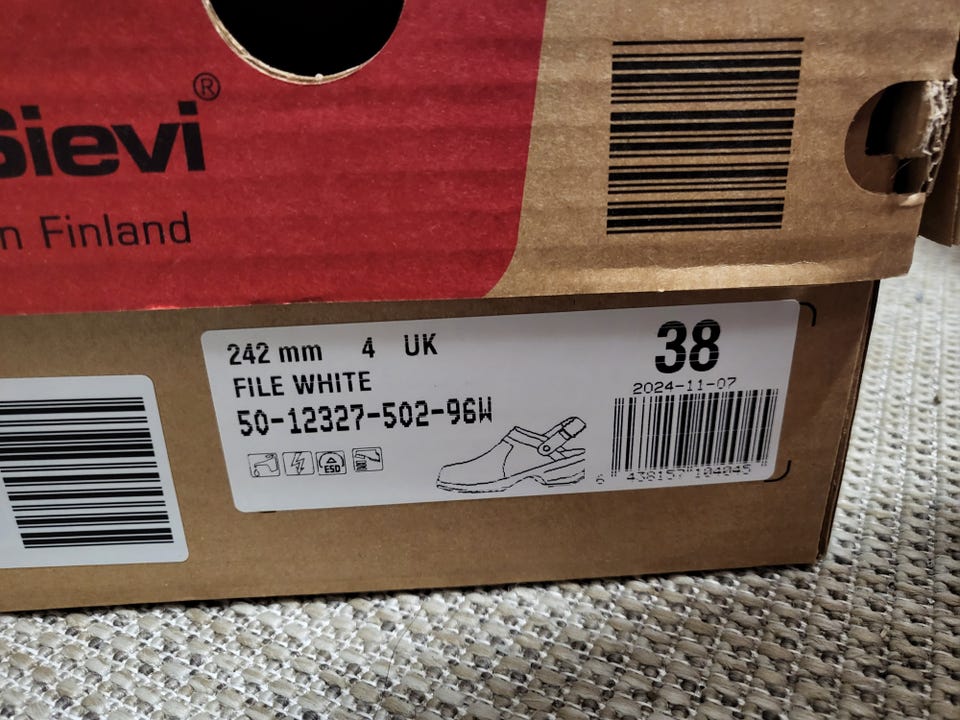 Sievi®
n Finland
242 mm 4 UK
38
FILE WHITE
2024-11-07
50-12327-502-96W
ESD
6 438157 104045